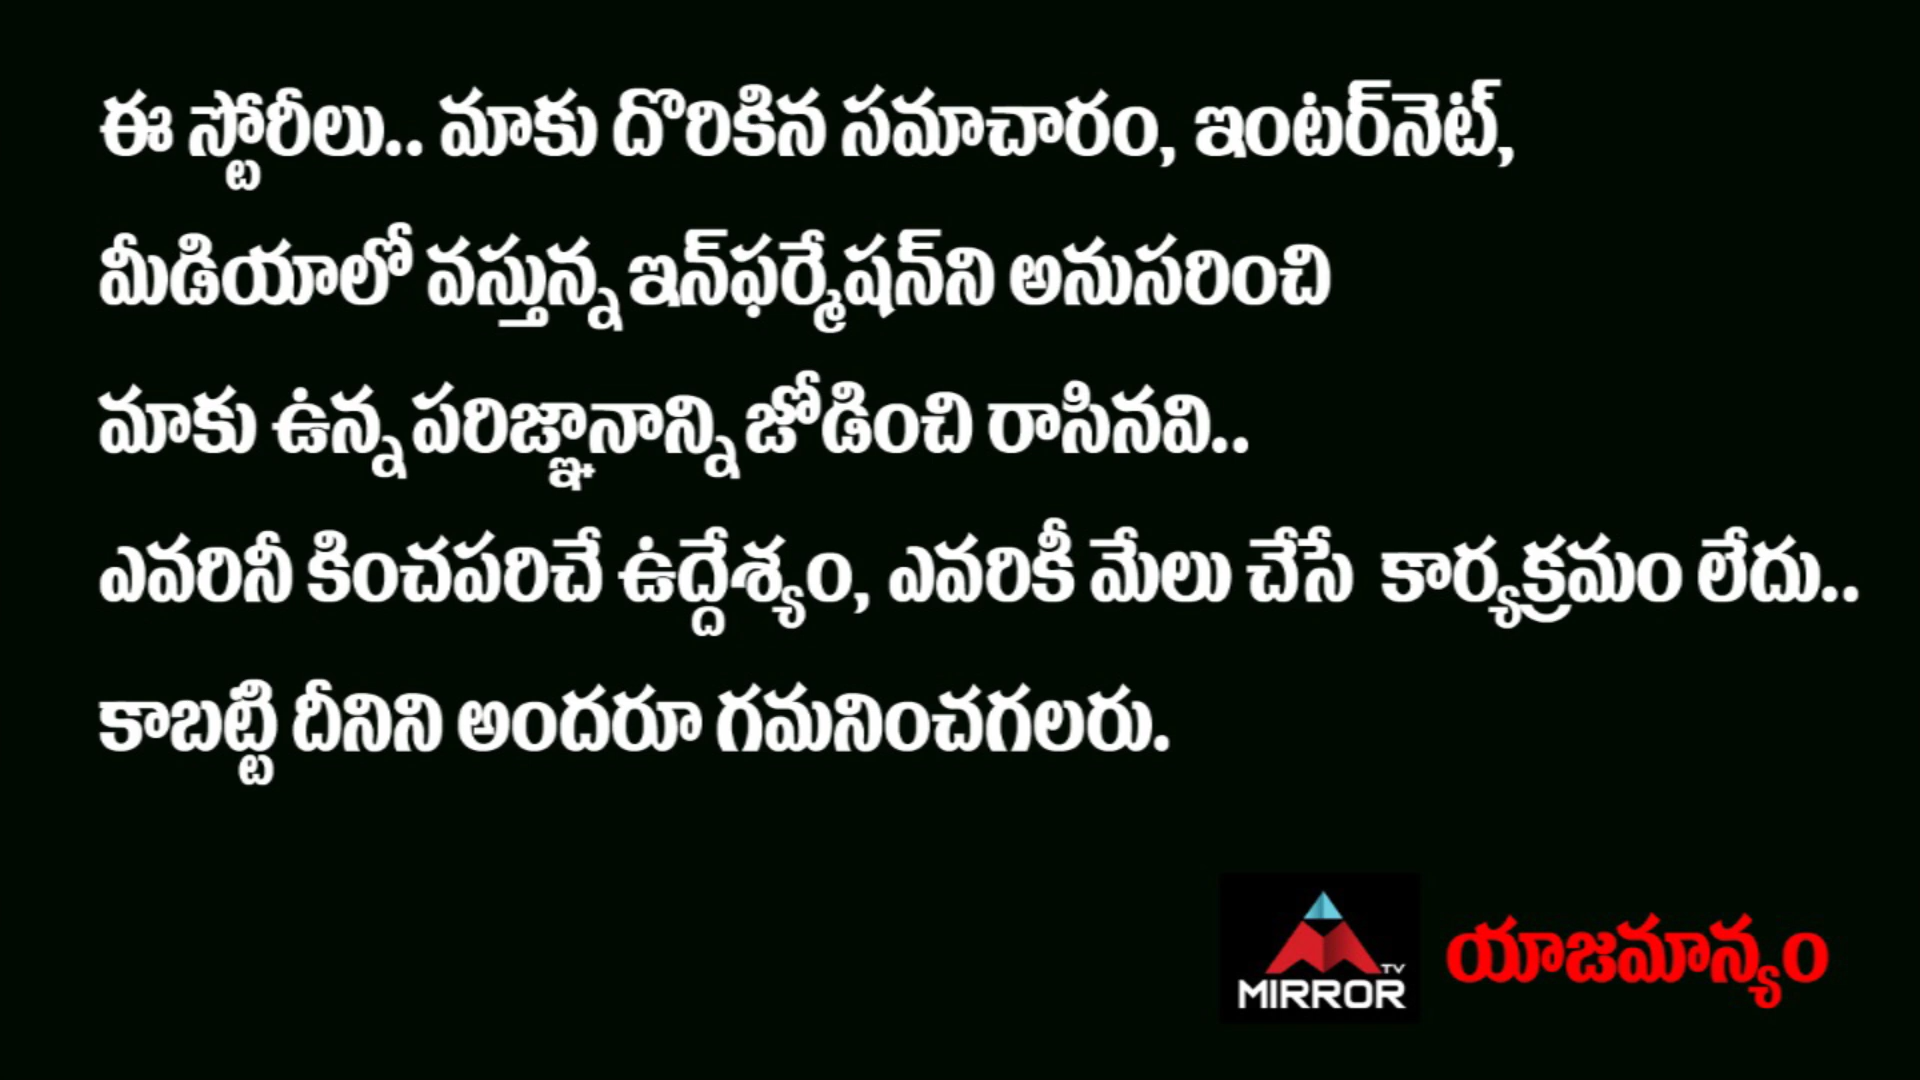 ఈ స్టోరీలు.. మాకు దొరికిన సమాచారం, ఇంటర్‌నెట్,
మీడియాలో వస్తున్న ఇన్‌ఫర్మేషన్‌ని అనుసరించి
మాకు ఉన్న పరిజ్ఞానాన్ని జోడించి రాసినవి..
ఎవరినీ కించపరిచే ఉద్దేశ్యం, ఎవరికీ మేలు చేసే కార్యక్రమం లేదు..
కాబట్టి దీనిని అందరూ గమనించగలరు.
TV
MIRROR
యాజమాన్యం